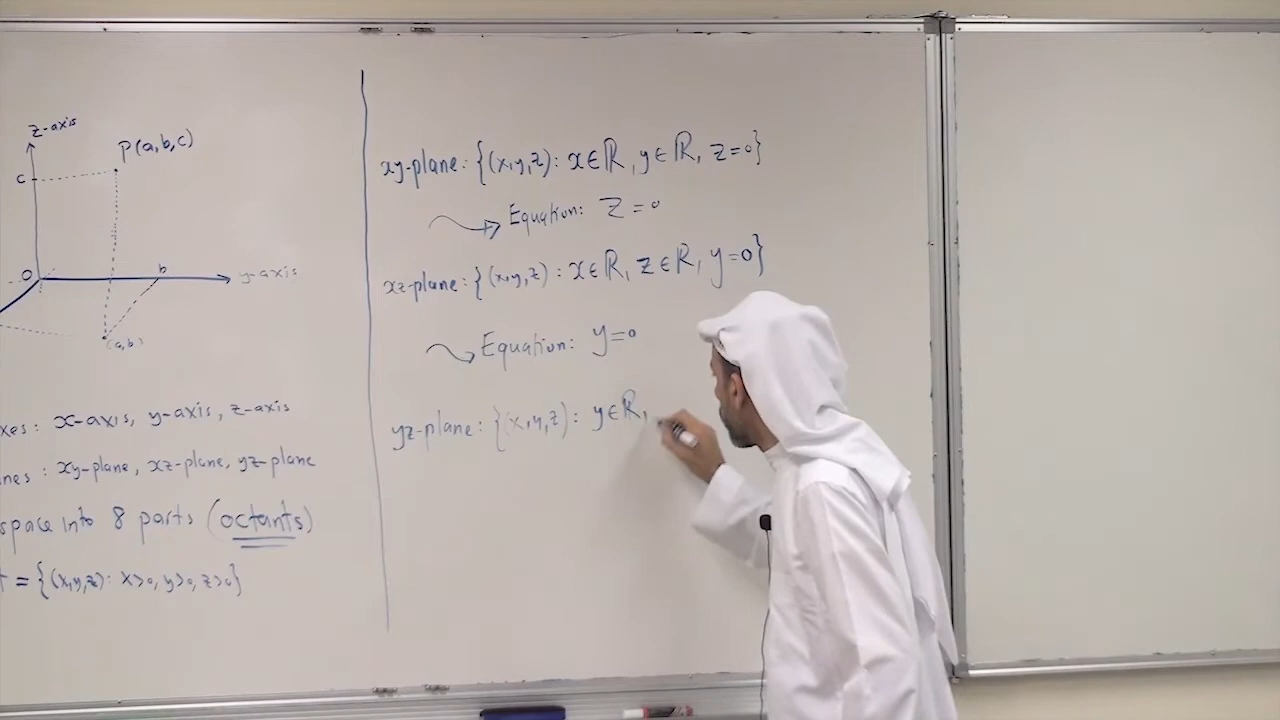 z-axis
P(a,b,c)
c
O
b
y-axis
(a,b)
xes: x-axis, y-axis, z-axis
nes: xy-plane, xz-plane, yz-plane
space into 8 parts (octants)
= {(x,y,z): x>0, y>0, z>0}
xy-plane: {(x,y,z): x∈ℝ, y∈ℝ, z=0}
Equation: z=0
xz-plane: {(x,y,z): x∈ℝ, z∈ℝ, y=0}
Equation: y=0
yz-plane: {(x,y,z): y∈ℝ,